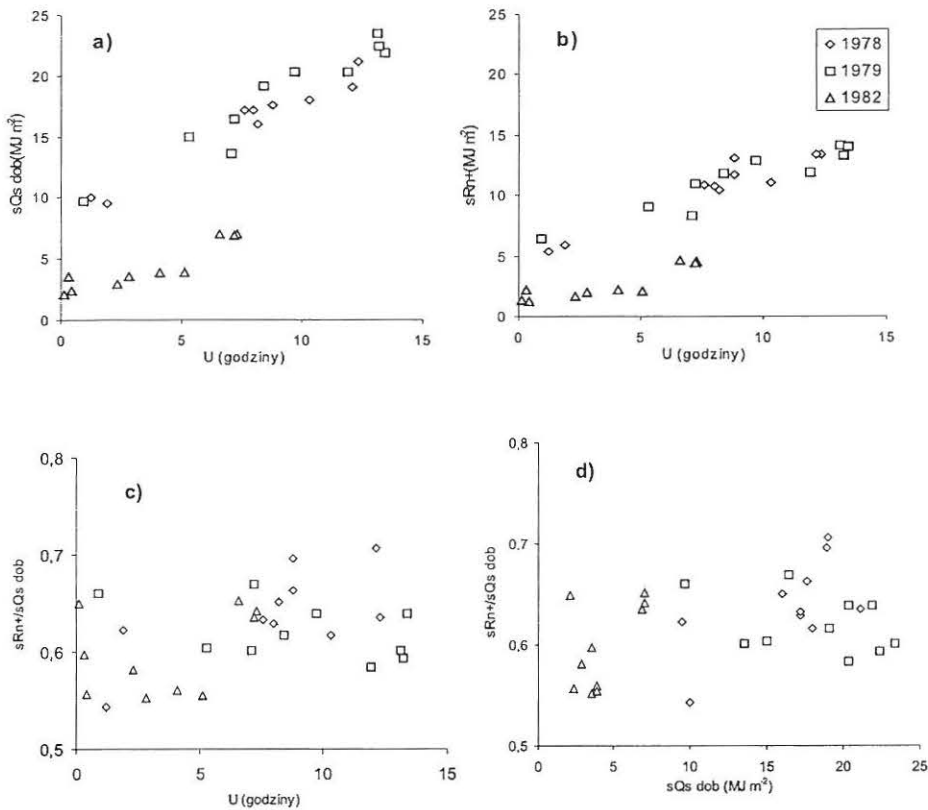 a)
25
20
15
10
5
0
sQs dob(MJ m²)
0 5 10 15
U (godziny)
b)
25
20
15
10
5
0
sRn+(MJ m²)
0 5 10 15
U (godziny)
1978
1979
1982
c)
0,8
0,7
0,6
0,5
sRn+/sQs dob
0 5 10 15
U (godziny)
d)
0,8
0,7
0,6
0,5
sRn+/sQs dob
0 5 10 15 20 25
sQs dob (MJ m⁻²)